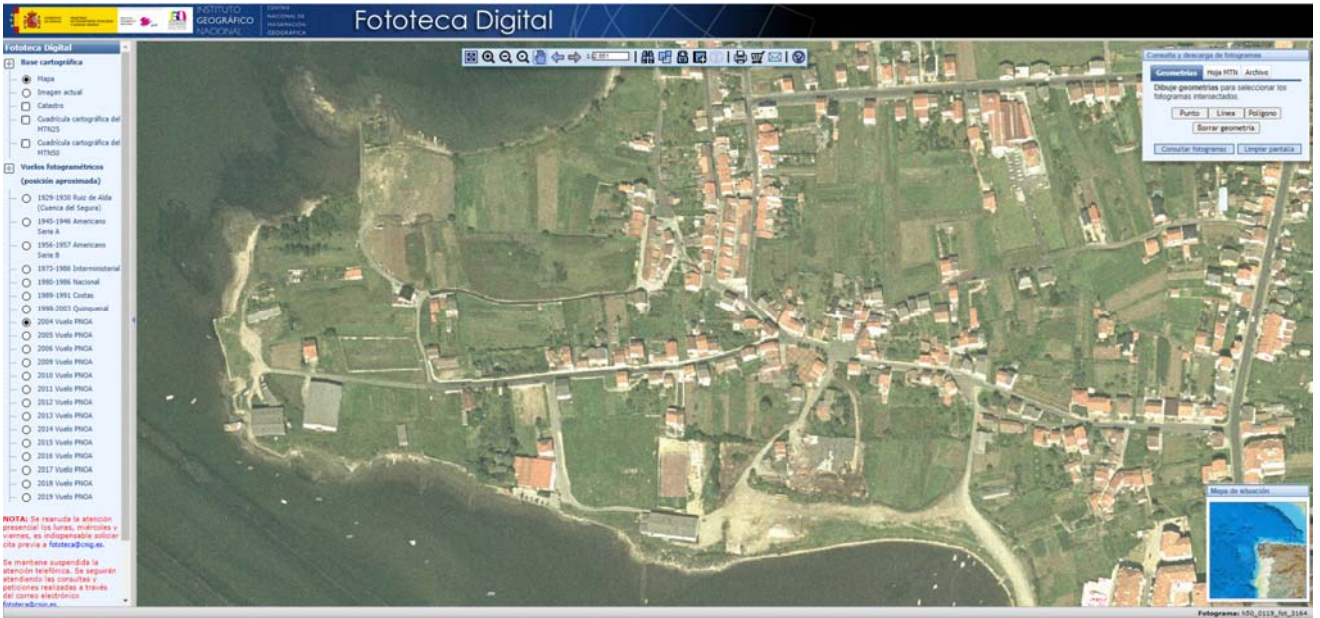 INSTITUTO
GEOGRÁFICO
NACIONAL
CENTRO
NACIONAL DE
INFORMACIÓN
GEOGRÁFICA
Fototeca Digital
Fototeca Digital
Base cartográfica
Mapa
Imagen actual
Catastro
Cuadrícula cartográfica del
MTN25
Cuadrícula cartográfica del
MTN50
Vuelos fotogramétricos
(posición aproximada)
1929-1930 Ruiz de Alda
(Cuenca del Segura)
1945-1946 Americano
Serie A
1956-1957 Americano
Serie B
1973-1986 Interministerial
1980-1986 Nacional
1989-1991 Costas
1998-2003 Quinquenal
2004 Vuelo PNOA
2005 Vuelo PNOA
2006 Vuelo PNOA
2009 Vuelo PNOA
2010 Vuelo PNOA
2011 Vuelo PNOA
2012 Vuelo PNOA
2013 Vuelo PNOA
2014 Vuelo PNOA
2015 Vuelo PNOA
2016 Vuelo PNOA
2017 Vuelo PNOA
2018 Vuelo PNOA
2019 Vuelo PNOA
NOTA: Se reanuda la atención
presencial los lunes, miércoles y
viernes, es indispensable solicitar
cita previa a fototeca@cnig.es.
Se mantiene suspendida la
atención telefónica. Se seguirán
atendiendo las consultas y
peticiones realizadas a través
del correo electrónico
fototeca@cnig.es.
Consulta y descarga de fotogramas
Geometrías Hoja MTN Archivo
Dibuje geometrías para seleccionar los
fotogramas intersectados.
Punto Línea Polígono
Borrar geometría
Consultar fotogramas Limpiar pantalla
Mapa de situación
Fotograma: h50_0119_fot_3164